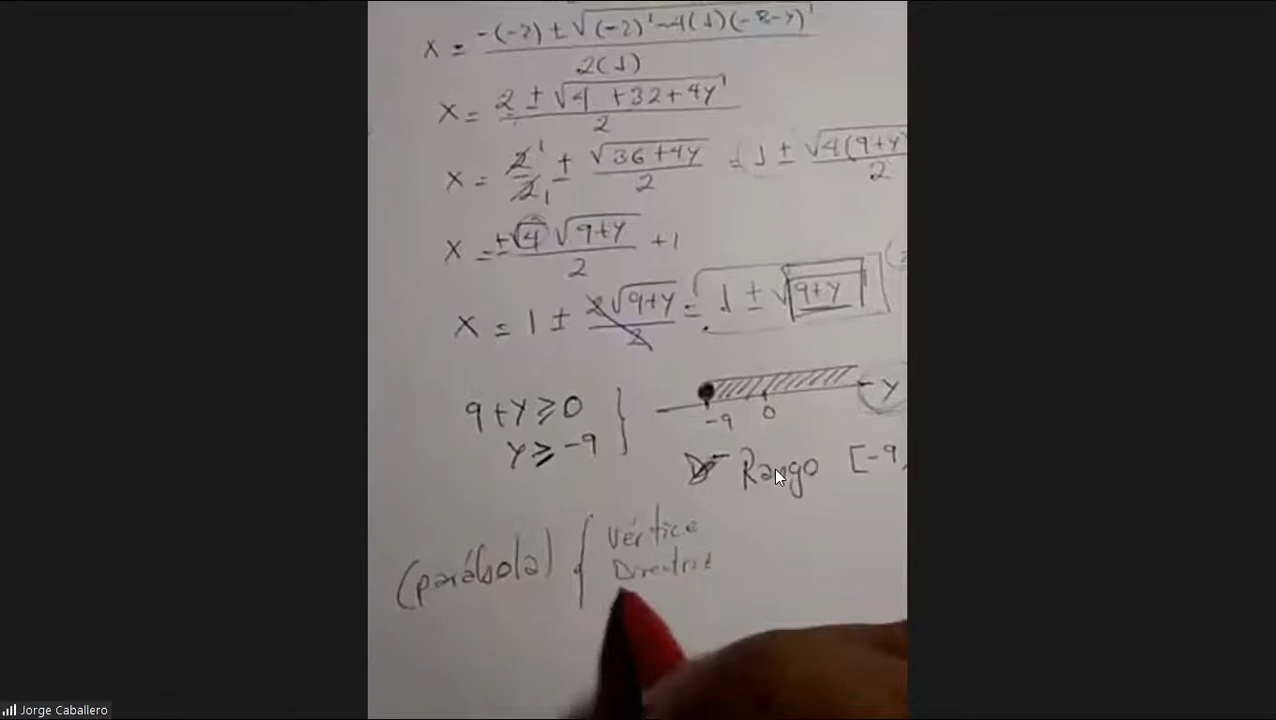 x = -(-2) ± √(-2)² - 4(1)(-8-y) / 2(1)
x = 2 ± √4 + 32 + 4y / 2
x = 2/2 ± √36+4y / 2 = 1 ± √4(9+y) / 2
x = ±√4 √9+y / 2 + 1
x = 1 ± 2√9+y / 2 = 1 ± √9+y
9+y ≥ 0
y ≥ -9
-9 0 y
Rango [-9,
(parábola) { Vértice
Directriz
Jorge Caballero